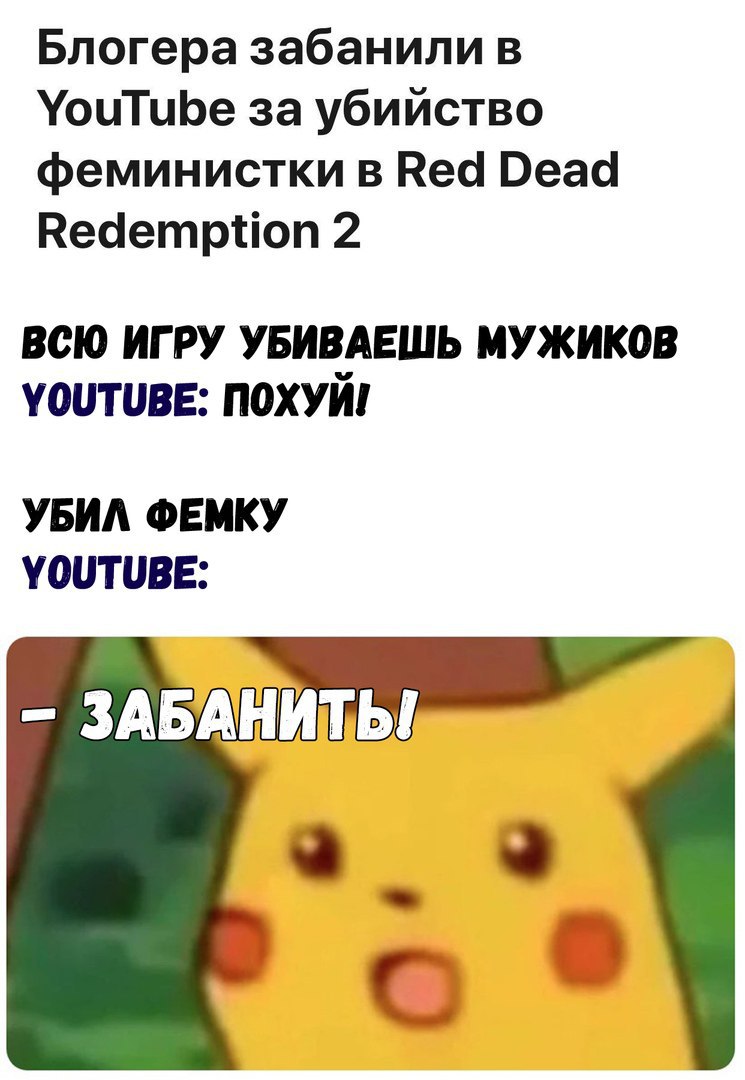 Блогера забанили в
YouTube за убийство
феминистки в Red Dead
Redemption 2
ВСЮ ИГРУ УБИВАЕШЬ МУЖИКОВ
YOUTUBE: ПОХУЙ!
УБИЛ ФЕМКУ
YOUTUBE:
– ЗАБАНИТЬ!